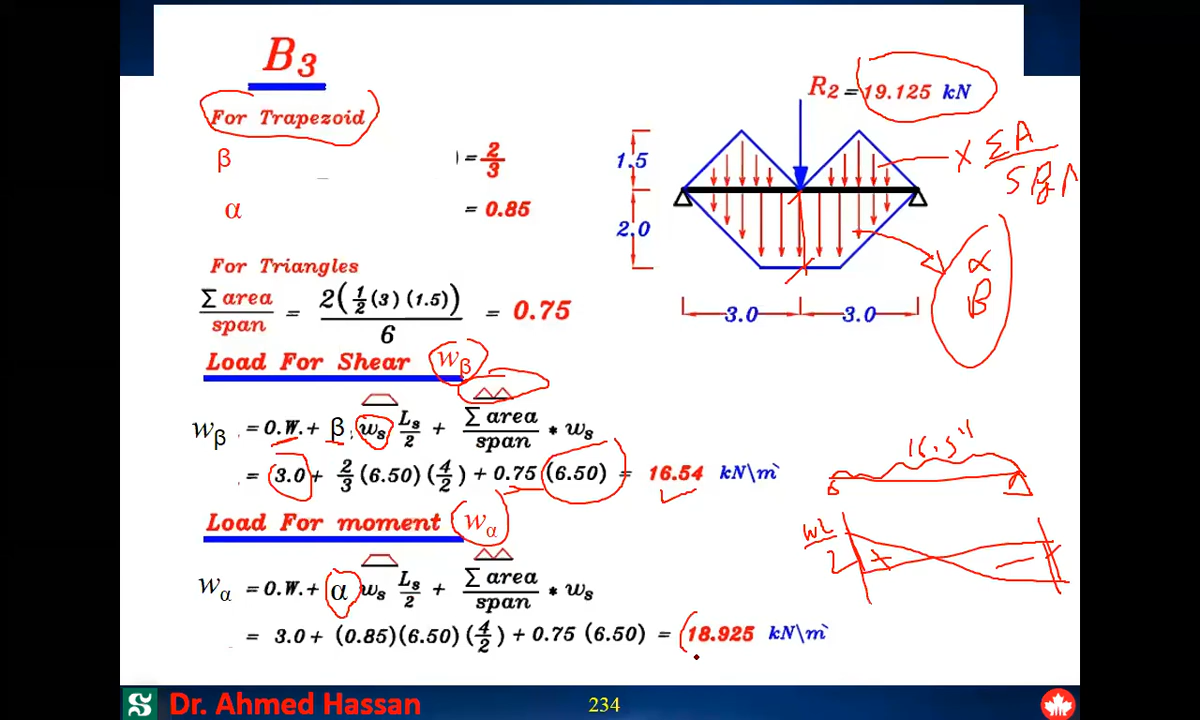 B3
R2 = 19.125 kN
For Trapezoid
β = 2/3
α = 0.85
1.5
2.0
3.0 3.0
× ΣA
α
β
For Triangles
Σ area / span = 2(1/2 (3) (1.5)) / 6 = 0.75
Load For Shear wβ
wβ = O.W. + β ws Ls/2 + Σ area / span * ws
= 3.0 + 2/3 (6.50) (4/2) + 0.75 (6.50) = 16.54 kN\m`
16.54
Load For moment wα
wL/2
+ −
wα = O.W. + α ws Ls/2 + Σ area / span * ws
= 3.0 + (0.85) (6.50) (4/2) + 0.75 (6.50) = 18.925 kN\m`
S Dr. Ahmed Hassan 234